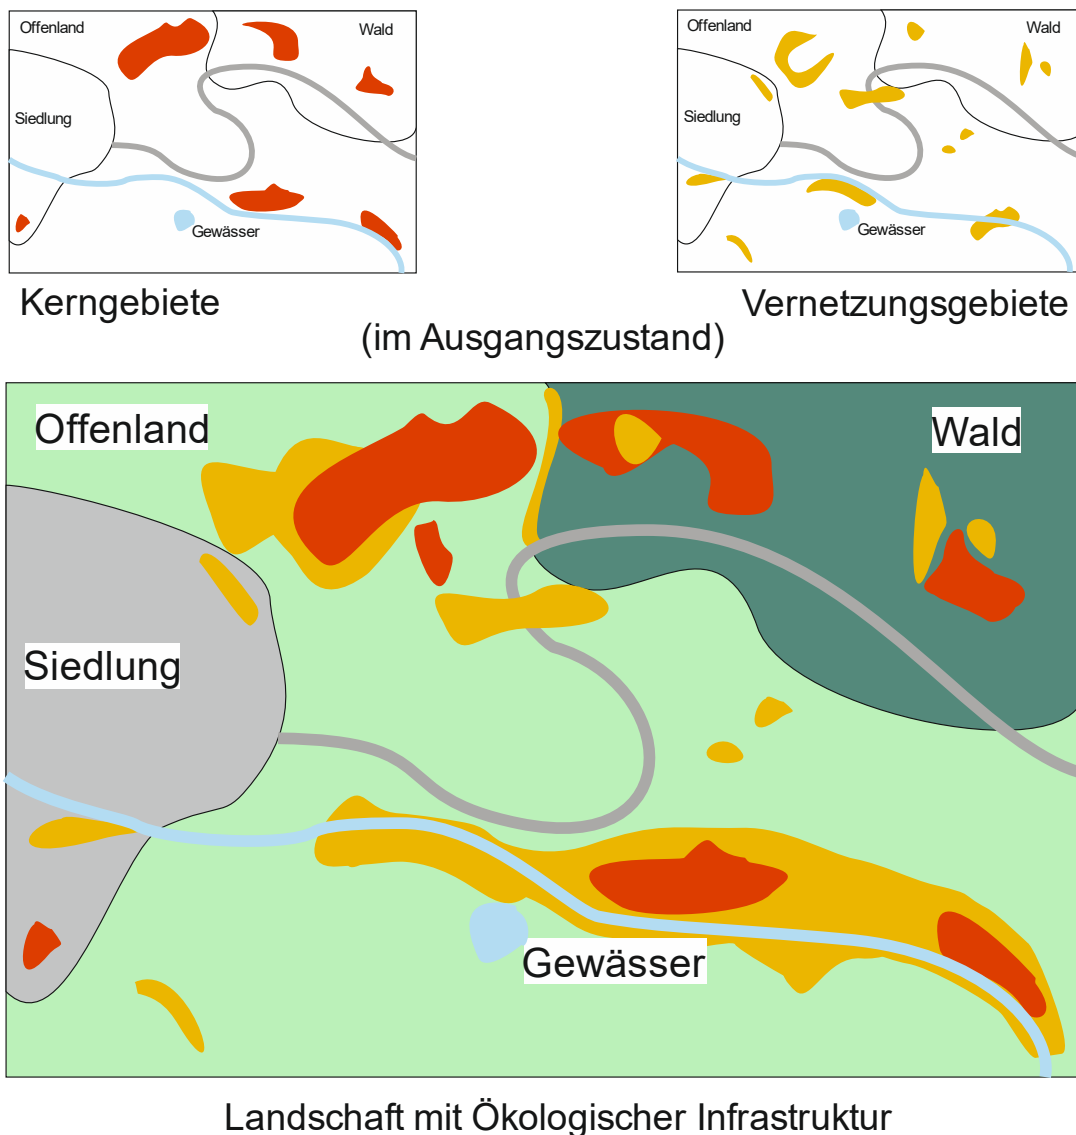 Offenland
Wald
Siedlung
Gewässer
Kerngebiete
Offenland
Wald
Siedlung
Gewässer
Vernetzungsgebiete
(im Ausgangszustand)
Offenland
Wald
Siedlung
Gewässer
Landschaft mit Ökologischer Infrastruktur